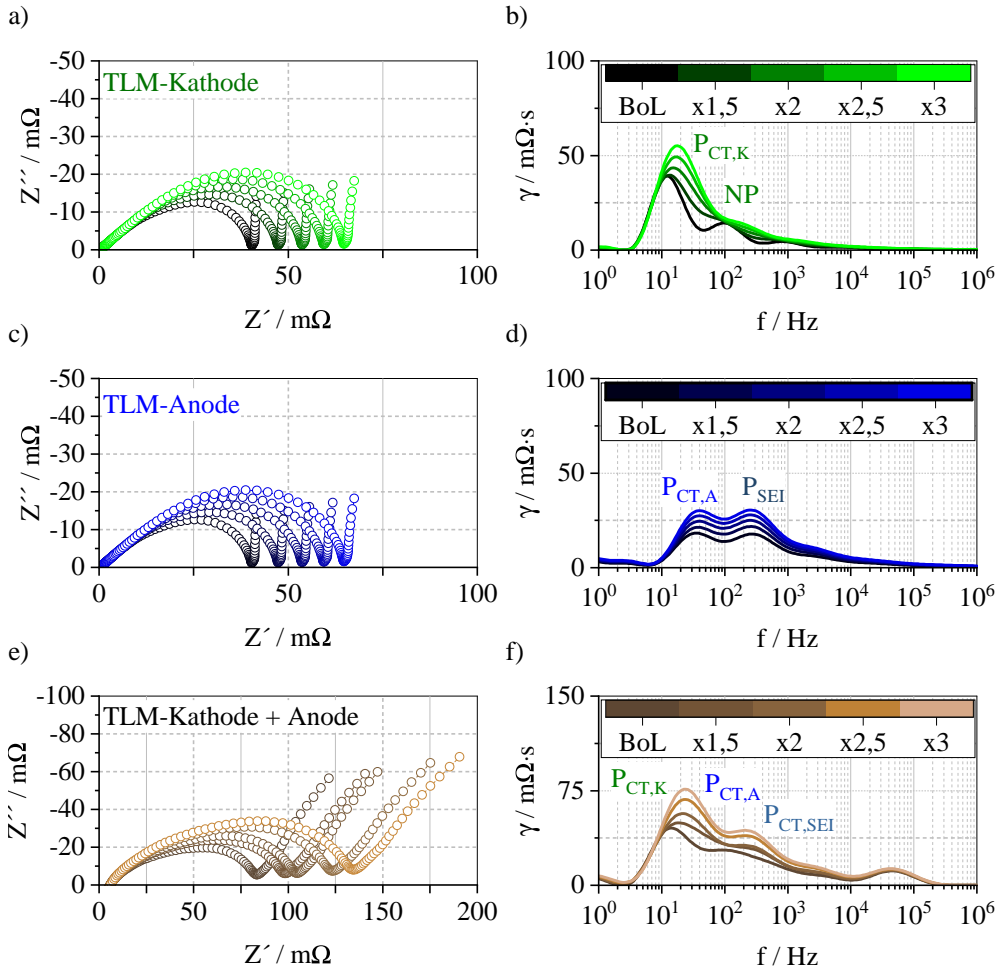 a)
-50
-40
-30
-20
-10
0
Z´´ / mΩ
TLM-Kathode
0
50
100
Z´ / mΩ
b)
100
50
0
γ / mΩ·s
BoL
x1,5
x2
x2,5
x3
P_CT,K
NP
10^0
10^1
10^2
10^3
10^4
10^5
10^6
f / Hz
c)
-50
-40
-30
-20
-10
0
Z´´ / mΩ
TLM-Anode
0
50
100
Z´ / mΩ
d)
100
50
0
γ / mΩ·s
BoL
x1,5
x2
x2,5
x3
P_CT,A
P_SEI
10^0
10^1
10^2
10^3
10^4
10^5
10^6
f / Hz
e)
-100
-80
-60
-40
-20
0
Z´´ / mΩ
TLM-Kathode + Anode
0
50
100
150
200
Z´ / mΩ
f)
150
75
0
γ / mΩ·s
BoL
x1,5
x2
x2,5
x3
P_CT,K
P_CT,A
P_CT,SEI
10^0
10^1
10^2
10^3
10^4
10^5
10^6
f / Hz